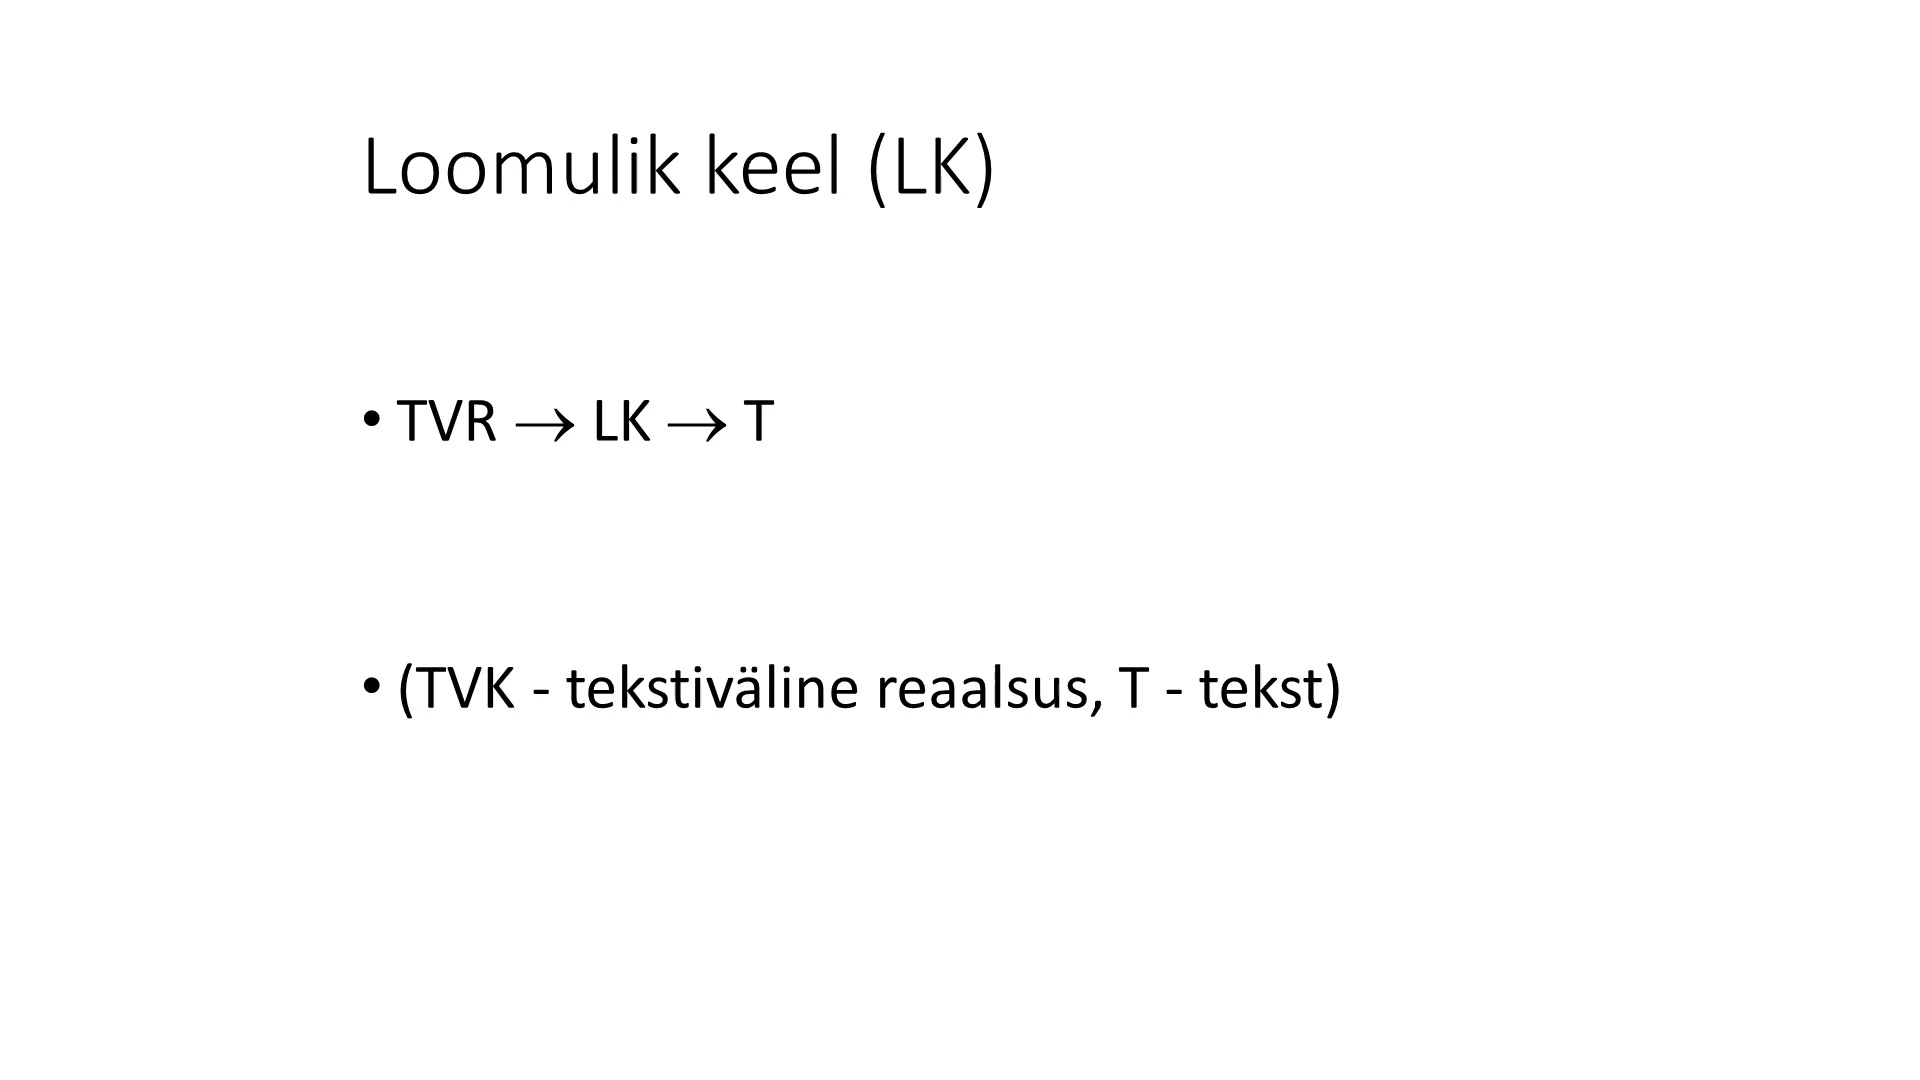 Loomulik keel (LK)
• TVR → LK → T
• (TVK - tekstiväline reaalsus, T - tekst)